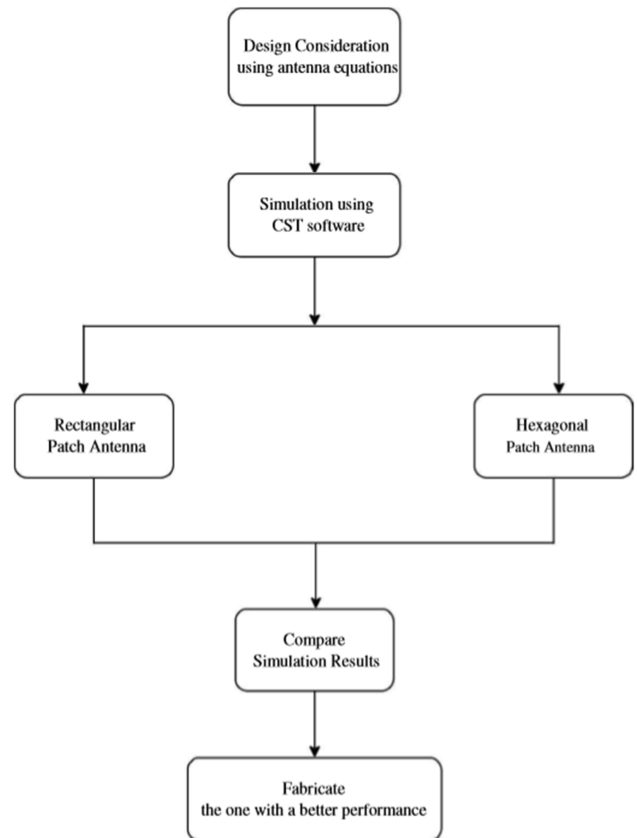 Design Consideration
using antenna equations
Simulation using
CST software
Rectangular
Patch Antenna
Hexagonal
Patch Antenna
Compare
Simulation Results
Fabricate
the one with a better performance